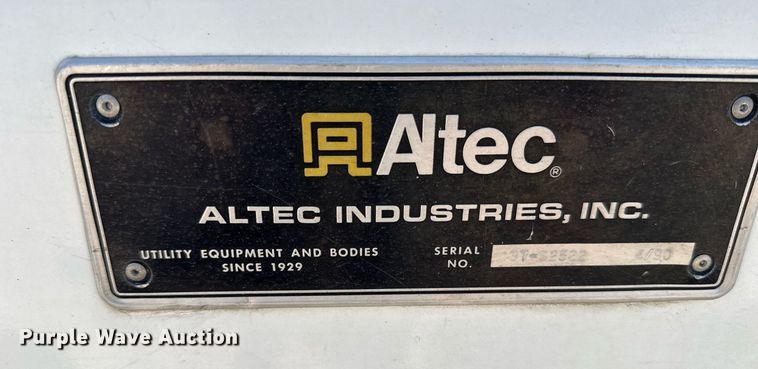 Altec®
ALTEC INDUSTRIES, INC.
UTILITY EQUIPMENT AND BODIES
SINCE 1929
SERIAL
NO.
Purple Wave Auction